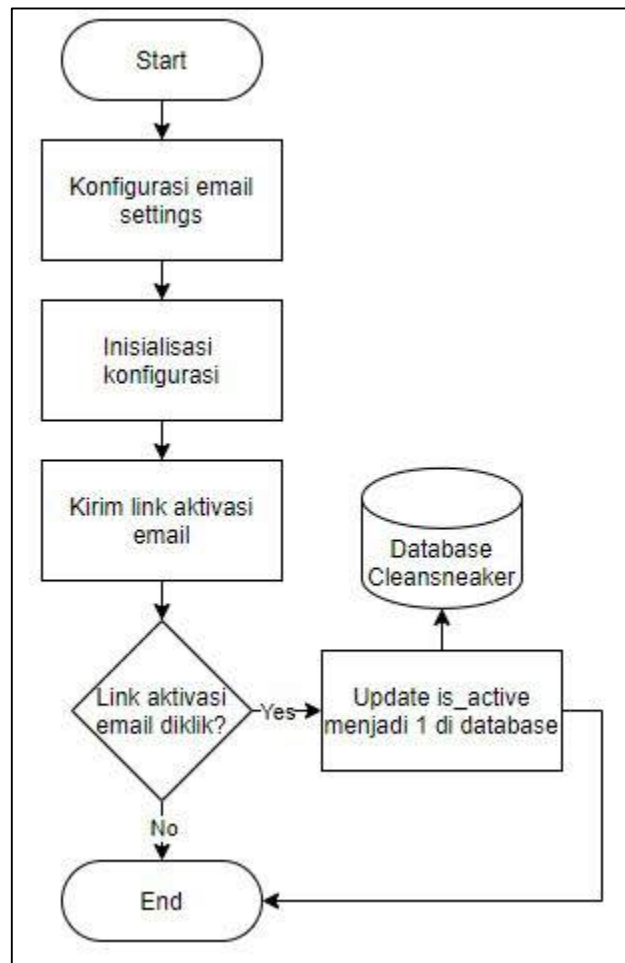 Start
Konfigurasi email
settings
Inisialisasi
konfigurasi
Kirim link aktivasi
email
Database
Cleansneaker
Link aktivasi
email diklik?
Yes
Update is_active
menjadi 1 di database
No
End